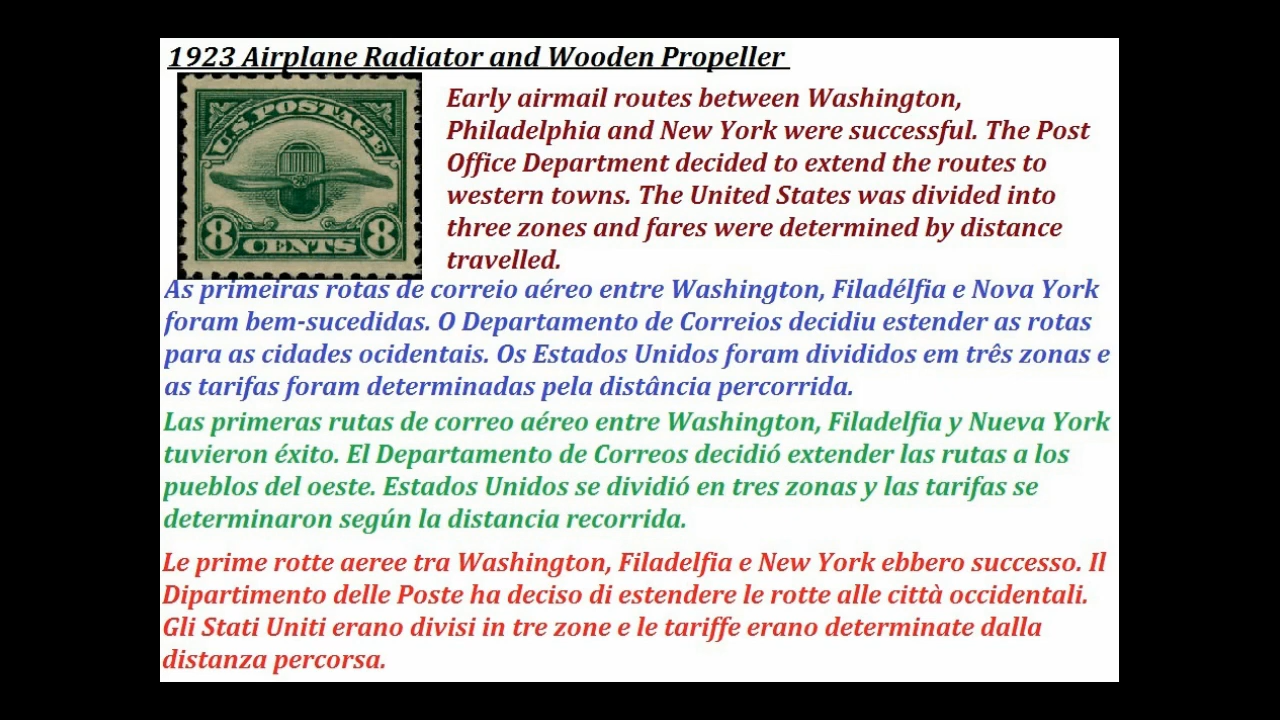 1923 Airplane Radiator and Wooden Propeller
U.S. POSTAGE
8 CENTS 8
Early airmail routes between Washington,
Philadelphia and New York were successful. The Post
Office Department decided to extend the routes to
western towns. The United States was divided into
three zones and fares were determined by distance
travelled.
As primeiras rotas de correio aéreo entre Washington, Filadélfia e Nova York
foram bem-sucedidas. O Departamento de Correios decidiu estender as rotas
para as cidades ocidentais. Os Estados Unidos foram divididos em três zonas e
as tarifas foram determinadas pela distância percorrida.
Las primeras rutas de correo aéreo entre Washington, Filadelfia y Nueva York
tuvieron éxito. El Departamento de Correos decidió extender las rutas a los
pueblos del oeste. Estados Unidos se dividió en tres zonas y las tarifas se
determinaron según la distancia recorrida.
Le prime rotte aeree tra Washington, Filadelfia e New York ebbero successo. Il
Dipartimento delle Poste ha deciso di estendere le rotte alle città occidentali.
Gli Stati Uniti erano divisi in tre zone e le tariffe erano determinate dalla
distanza percorsa.